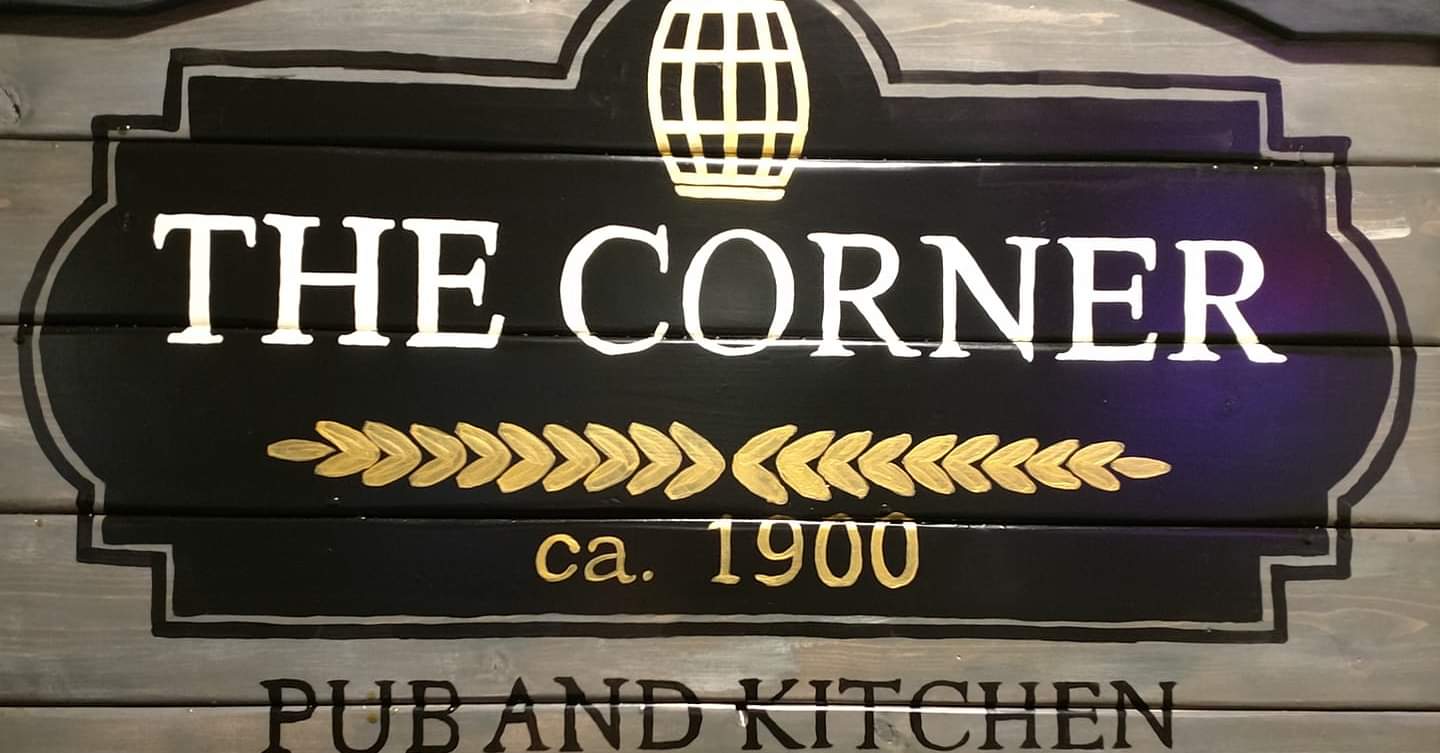 THE CORNER
ca. 1900
PUB AND KITCHEN